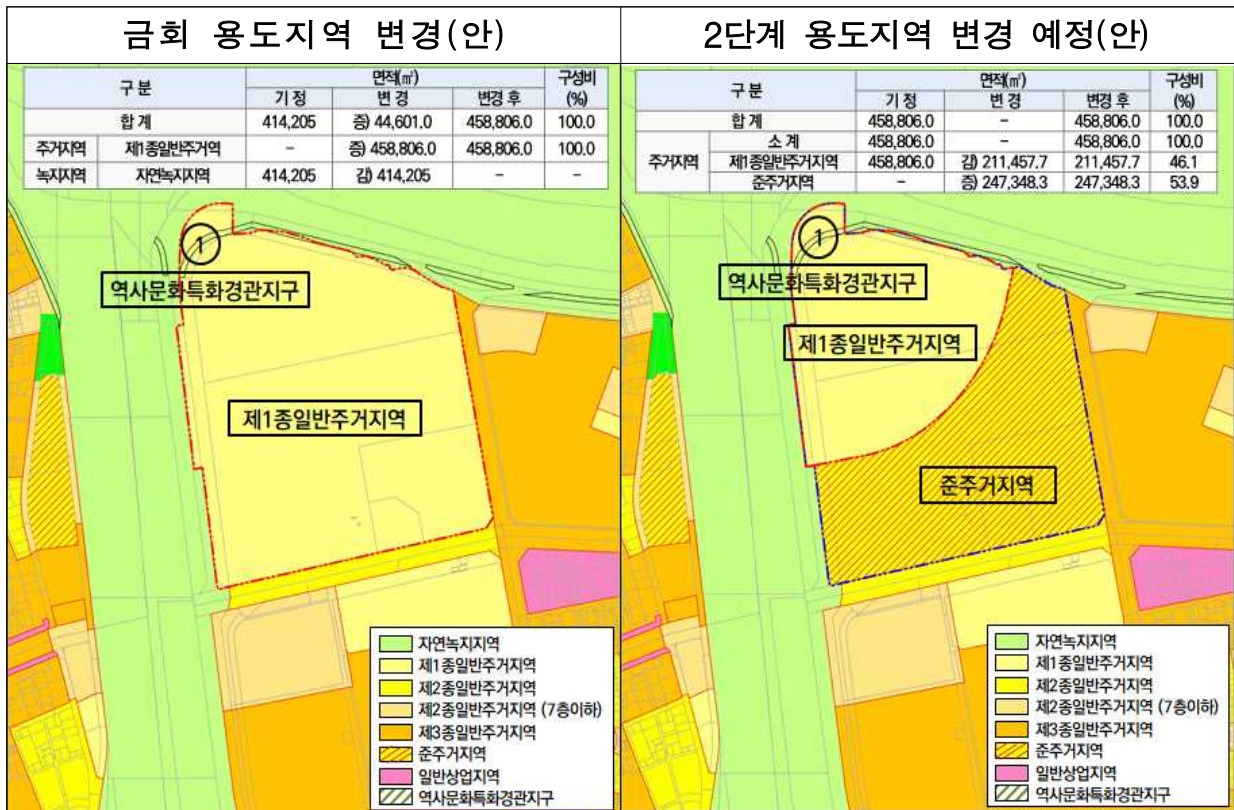 금회 용도지역 변경(안)
구분 면적(㎡) 구성비 (%)
기정 변경 변경후
합계 414,205 증) 44,601.0 458,806.0 100.0
주거지역 제1종일반주거역 - 증) 458,806.0 458,806.0 100.0
녹지지역 자연녹지지역 414,205 감) 414,205 - -
1
역사문화특화경관지구
제1종일반주거지역
자연녹지지역
제1종일반주거지역
제2종일반주거지역
제2종일반주거지역 (7층이하)
제3종일반주거지역
준주거지역
일반상업지역
역사문화특화경관지구
2단계 용도지역 변경 예정(안)
구분 면적(㎡) 구성비 (%)
기정 변경 변경후
합계 458,806.0 - 458,806.0 100.0
주거지역 소계 458,806.0 - 458,806.0 100.0
제1종일반주거지역 458,806.0 감) 211,457.7 211,457.7 46.1
준주거지역 - 증) 247,348.3 247,348.3 53.9
1
역사문화특화경관지구
제1종일반주거지역
준주거지역
자연녹지지역
제1종일반주거지역
제2종일반주거지역
제2종일반주거지역 (7층이하)
제3종일반주거지역
준주거지역
일반상업지역
역사문화특화경관지구